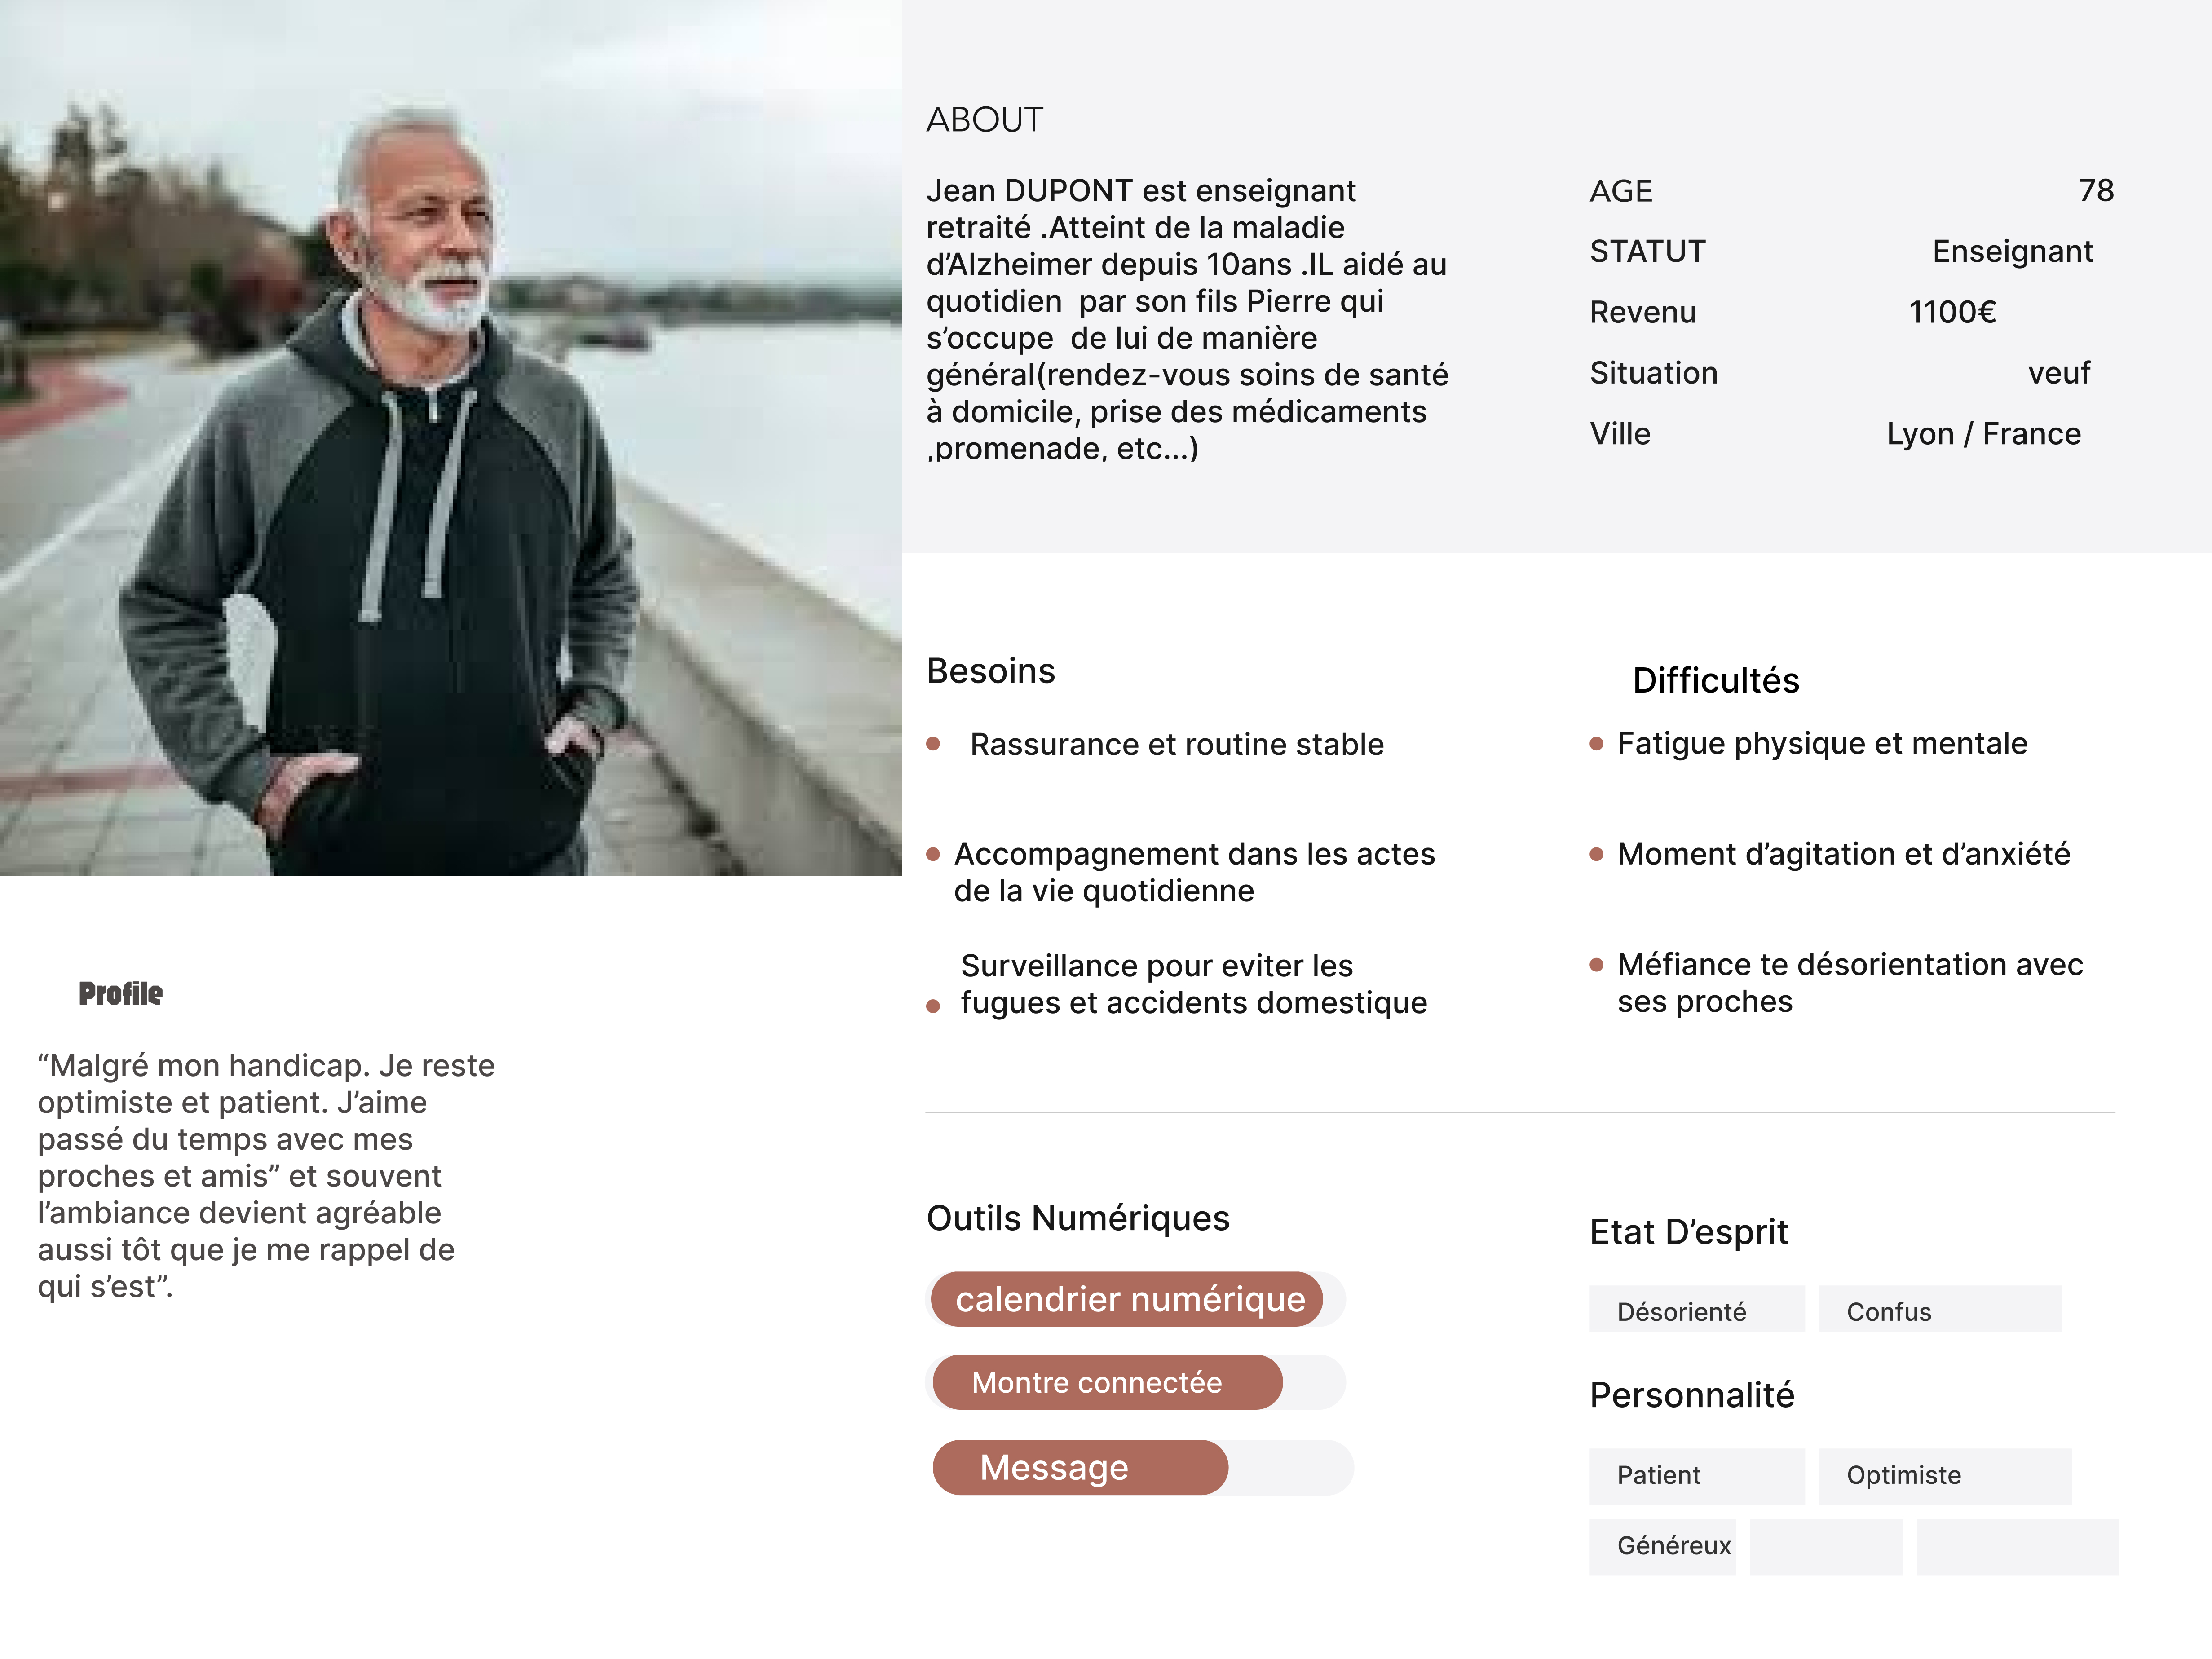 ABOUT
Jean DUPONT est enseignant
retraité .Atteint de la maladie
d’Alzheimer depuis 10ans .IL aidé au
quotidien  par son fils Pierre qui
s’occupe  de lui de manière
général(rendez-vous soins de santé
à domicile, prise des médicaments
,promenade, etc...)
AGE 78
STATUT Enseignant
Revenu 1100€
Situation veuf
Ville Lyon / France
Besoins
Rassurance et routine stable
Accompagnement dans les actes
de la vie quotidienne
Surveillance pour eviter les
fugues et accidents domestique
Difficultés
Fatigue physique et mentale
Moment d’agitation et d’anxiété
Méfiance te désorientation avec
ses proches
Profile
“Malgré mon handicap. Je reste
optimiste et patient. J’aime
passé du temps avec mes
proches et amis” et souvent
l’ambiance devient agréable
aussi tôt que je me rappel de
qui s’est”.
Outils Numériques
calendrier numérique
Montre connectée
Message
Etat D’esprit
Désorienté Confus
Personnalité
Patient Optimiste
Généreux